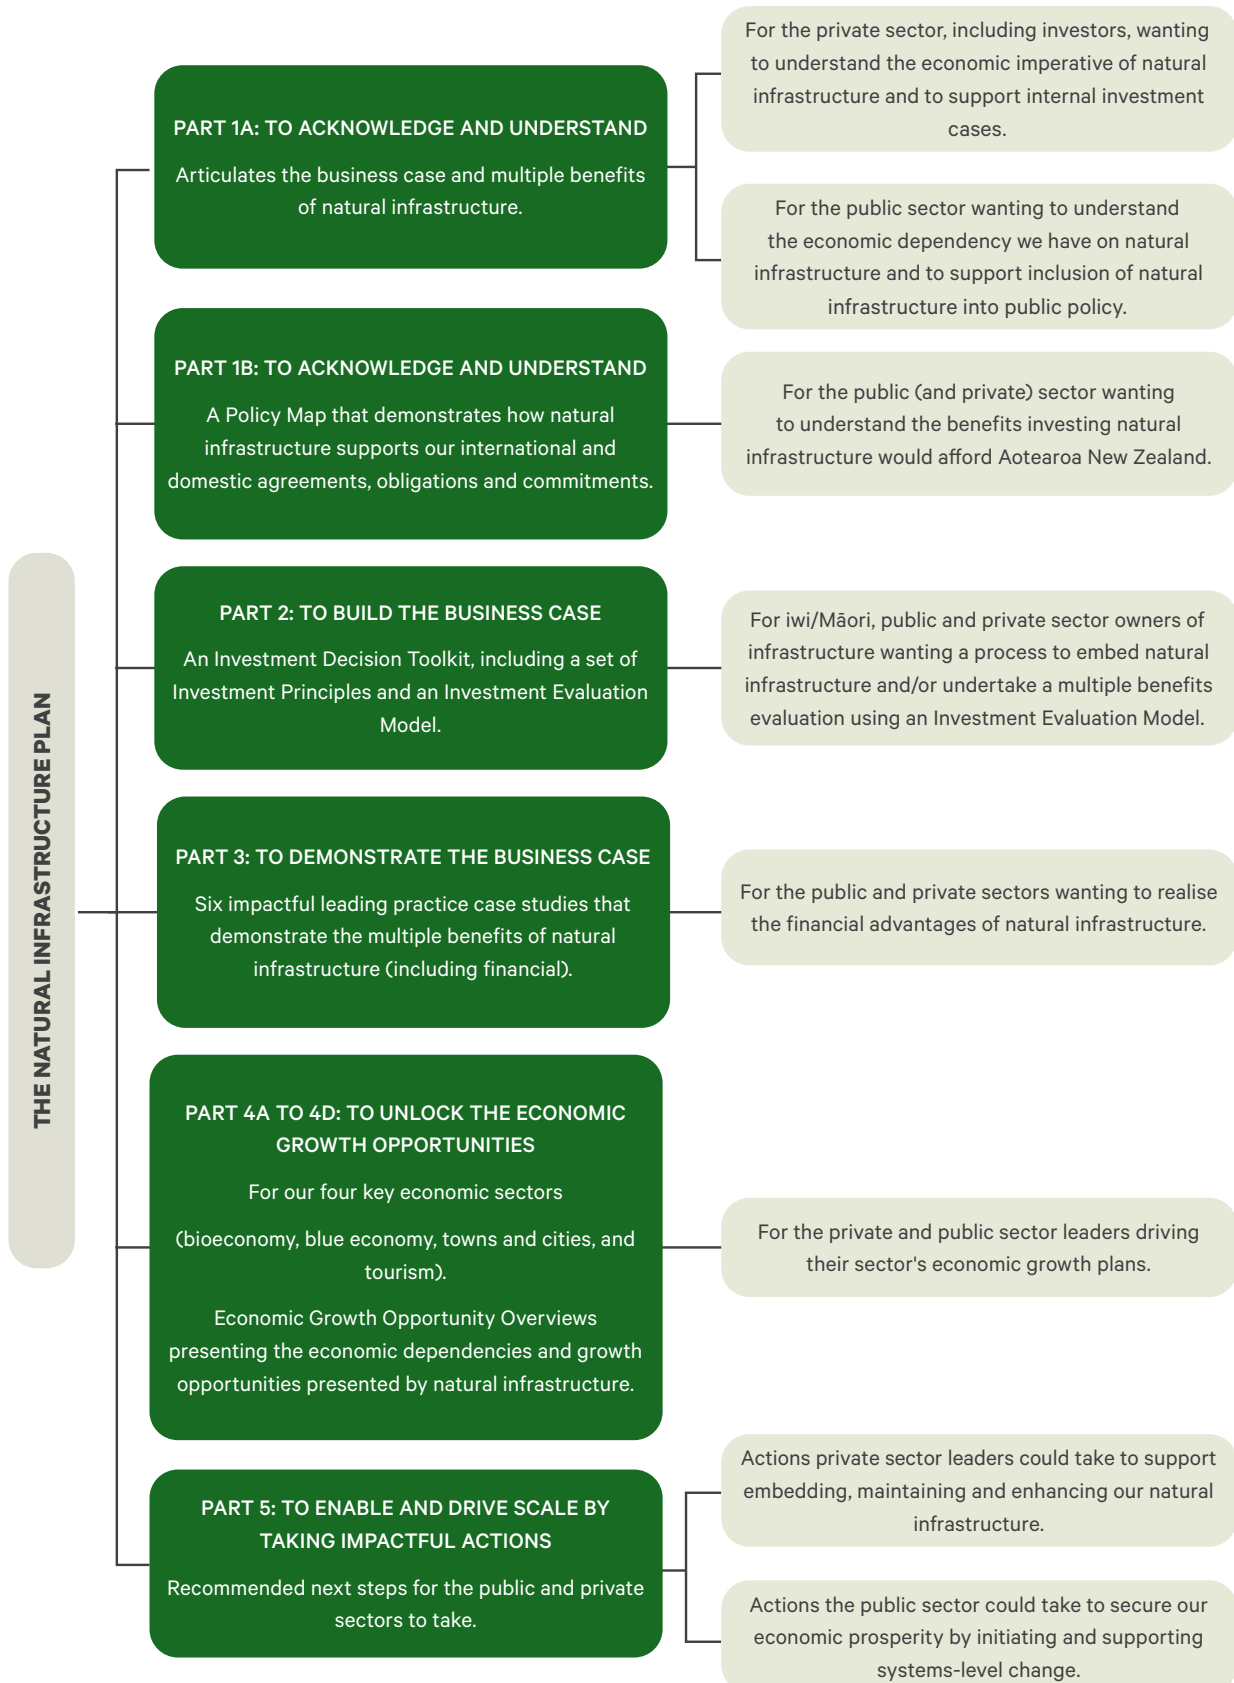 THE NATURAL INFRASTRUCTURE PLAN
PART 1A: TO ACKNOWLEDGE AND UNDERSTAND
Articulates the business case and multiple benefits
of natural infrastructure.
For the private sector, including investors, wanting
to understand the economic imperative of natural
infrastructure and to support internal investment
cases.
For the public sector wanting to understand
the economic dependency we have on natural
infrastructure and to support inclusion of natural
infrastructure into public policy.
PART 1B: TO ACKNOWLEDGE AND UNDERSTAND
A Policy Map that demonstrates how natural
infrastructure supports our international and
domestic agreements, obligations and commitments.
For the public (and private) sector wanting
to understand the benefits investing natural
infrastructure would afford Aotearoa New Zealand.
PART 2: TO BUILD THE BUSINESS CASE
An Investment Decision Toolkit, including a set of
Investment Principles and an Investment Evaluation
Model.
For iwi/Māori, public and private sector owners of
infrastructure wanting a process to embed natural
infrastructure and/or undertake a multiple benefits
evaluation using an Investment Evaluation Model.
PART 3: TO DEMONSTRATE THE BUSINESS CASE
Six impactful leading practice case studies that
demonstrate the multiple benefits of natural
infrastructure (including financial).
For the public and private sectors wanting to realise
the financial advantages of natural infrastructure.
PART 4A TO 4D: TO UNLOCK THE ECONOMIC
GROWTH OPPORTUNITIES
For our four key economic sectors
(bioeconomy, blue economy, towns and cities, and
tourism).
Economic Growth Opportunity Overviews
presenting the economic dependencies and growth
opportunities presented by natural infrastructure.
For the private and public sector leaders driving
their sector's economic growth plans.
PART 5: TO ENABLE AND DRIVE SCALE BY
TAKING IMPACTFUL ACTIONS
Recommended next steps for the public and private
sectors to take.
Actions private sector leaders could take to support
embedding, maintaining and enhancing our natural
infrastructure.
Actions the public sector could take to secure our
economic prosperity by initiating and supporting
systems-level change.